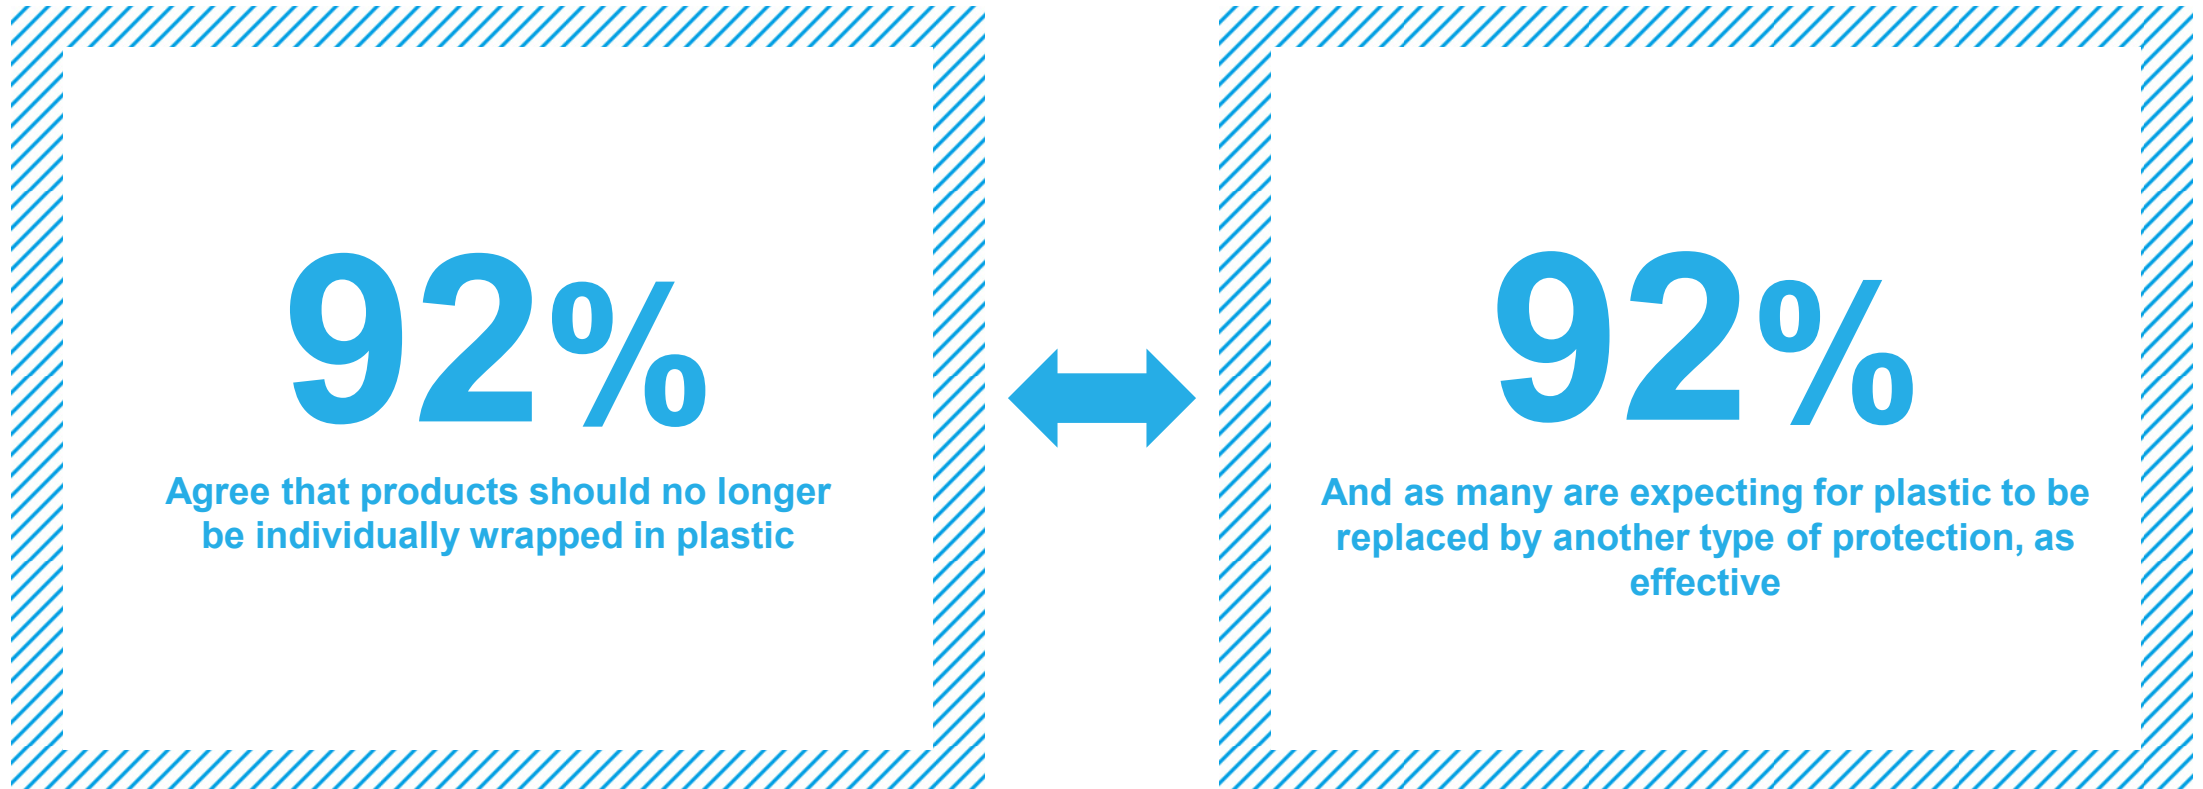 92%
Agree that products should no longer
be individually wrapped in plastic
92%
And as many are expecting for plastic to be
replaced by another type of protection, as
effective